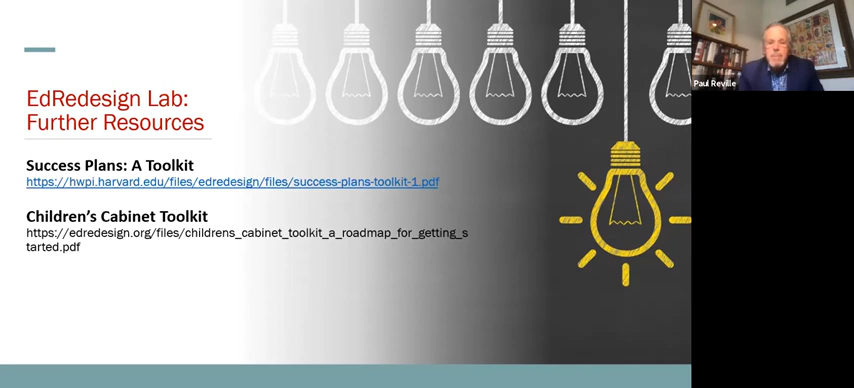 EdRedesign Lab:
Further Resources
Success Plans: A Toolkit
https://hwpi.harvard.edu/files/edredesign/files/success-plans-toolkit-1.pdf
Children's Cabinet Toolkit
https://edredesign.org/files/childrens_cabinet_toolkit_a_roadmap_for_getting_s
tarted.pdf
Paul Reville